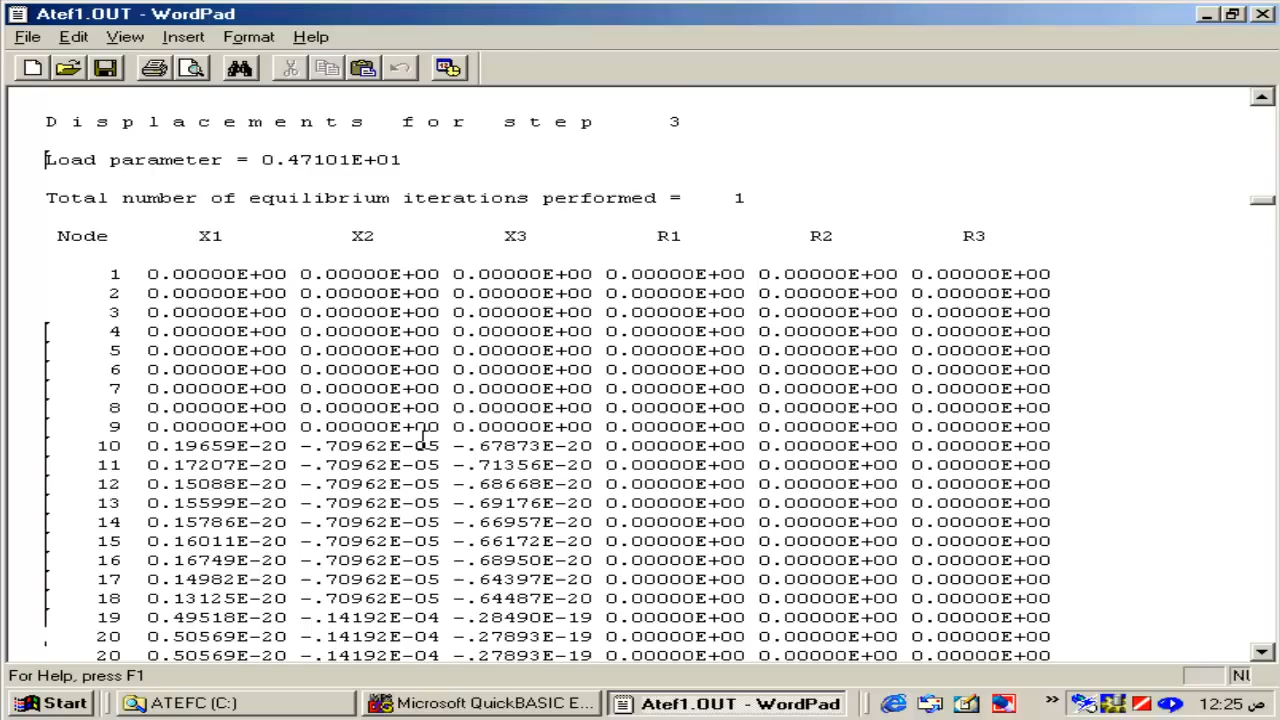 Atef1.OUT - WordPad
File Edit View Insert Format Help
D i s p l a c e m e n t s f o r s t e p 3
Load parameter = 0.47101E+01
Total number of equilibrium iterations performed = 1
Node X1 X2 X3 R1 R2 R3
1 0.00000E+00 0.00000E+00 0.00000E+00 0.00000E+00 0.00000E+00 0.00000E+00
2 0.00000E+00 0.00000E+00 0.00000E+00 0.00000E+00 0.00000E+00 0.00000E+00
3 0.00000E+00 0.00000E+00 0.00000E+00 0.00000E+00 0.00000E+00 0.00000E+00
4 0.00000E+00 0.00000E+00 0.00000E+00 0.00000E+00 0.00000E+00 0.00000E+00
5 0.00000E+00 0.00000E+00 0.00000E+00 0.00000E+00 0.00000E+00 0.00000E+00
6 0.00000E+00 0.00000E+00 0.00000E+00 0.00000E+00 0.00000E+00 0.00000E+00
7 0.00000E+00 0.00000E+00 0.00000E+00 0.00000E+00 0.00000E+00 0.00000E+00
8 0.00000E+00 0.00000E+00 0.00000E+00 0.00000E+00 0.00000E+00 0.00000E+00
9 0.00000E+00 0.00000E+00 0.00000E+00 0.00000E+00 0.00000E+00 0.00000E+00
10 0.19659E-20 -.70962E-05 -.67873E-20 0.00000E+00 0.00000E+00 0.00000E+00
11 0.17207E-20 -.70962E-05 -.71356E-20 0.00000E+00 0.00000E+00 0.00000E+00
12 0.15088E-20 -.70962E-05 -.68668E-20 0.00000E+00 0.00000E+00 0.00000E+00
13 0.15599E-20 -.70962E-05 -.69176E-20 0.00000E+00 0.00000E+00 0.00000E+00
14 0.15786E-20 -.70962E-05 -.66957E-20 0.00000E+00 0.00000E+00 0.00000E+00
15 0.16011E-20 -.70962E-05 -.66172E-20 0.00000E+00 0.00000E+00 0.00000E+00
16 0.16749E-20 -.70962E-05 -.68950E-20 0.00000E+00 0.00000E+00 0.00000E+00
17 0.14982E-20 -.70962E-05 -.64397E-20 0.00000E+00 0.00000E+00 0.00000E+00
18 0.13125E-20 -.70962E-05 -.64487E-20 0.00000E+00 0.00000E+00 0.00000E+00
19 0.49518E-20 -.14192E-04 -.28490E-19 0.00000E+00 0.00000E+00 0.00000E+00
20 0.50569E-20 -.14192E-04 -.27893E-19 0.00000E+00 0.00000E+00 0.00000E+00
20 0.50569E-20 -.14192E-04 -.27893E-19 0.00000E+00 0.00000E+00 0.00000E+00
For Help, press F1
Start ATEFC (C:) Microsoft QuickBASIC E... Atef1.OUT - WordPad 12:25 ص